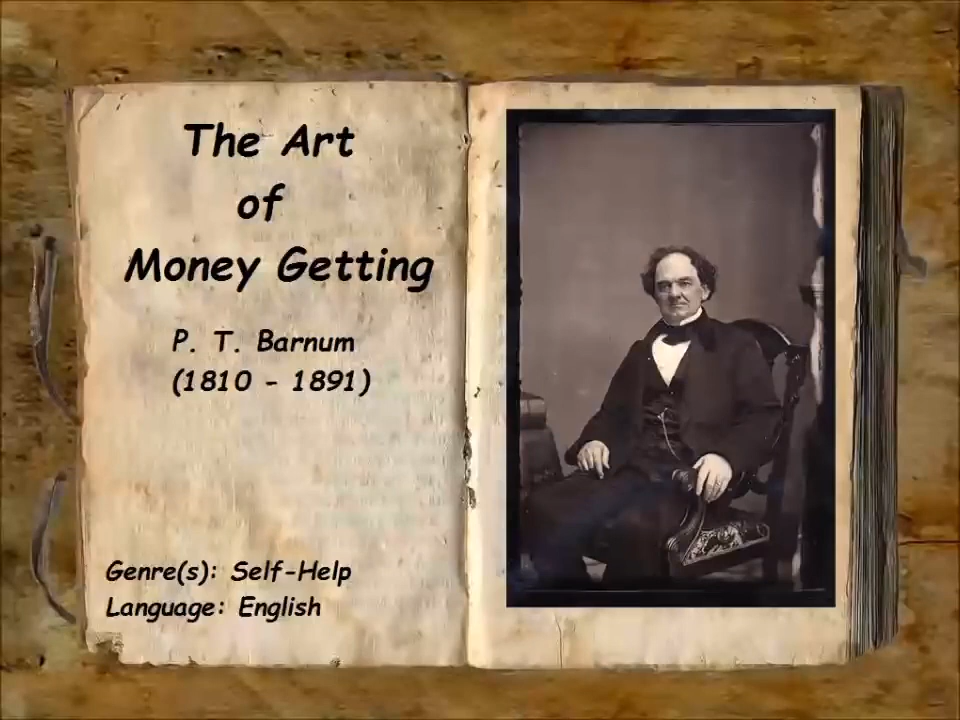 The Art
of
Money Getting
P. T. Barnum
(1810 - 1891)
Genre(s): Self-Help
Language: English